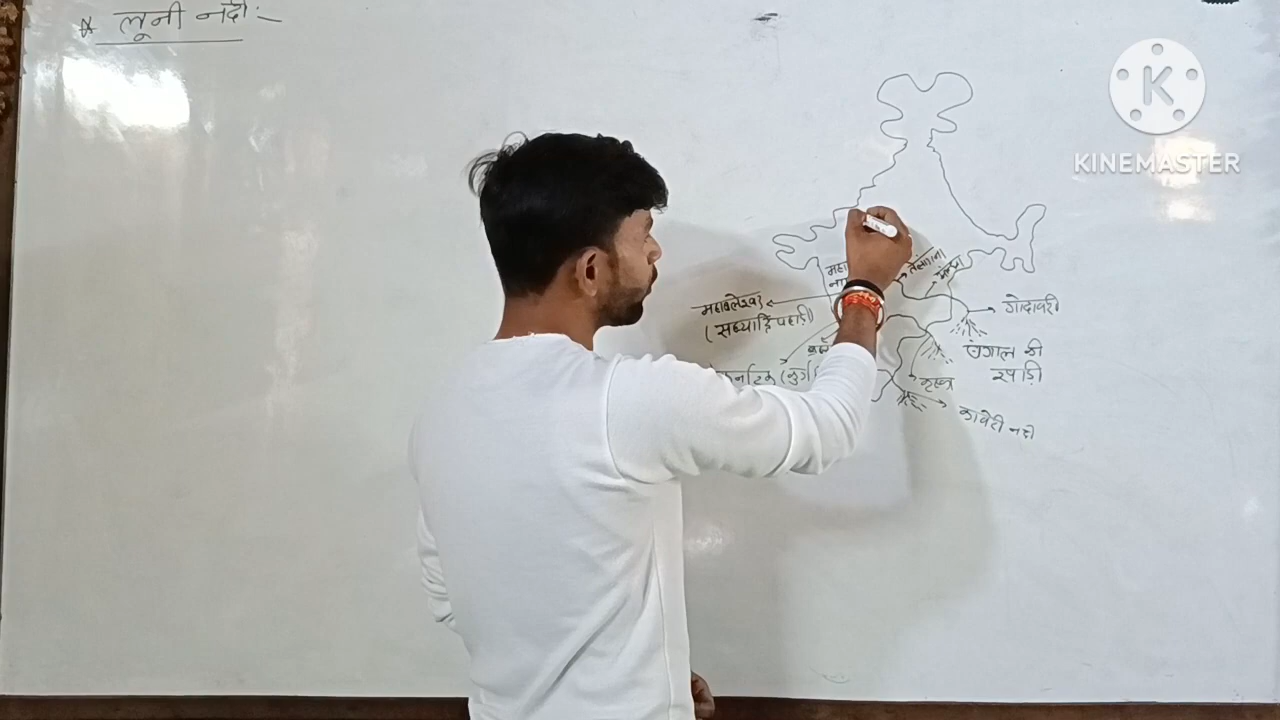 * लूनी नदी :-
K
KINEMASTER
तेलंगाना
महाबलेश्वर
(सह्याद्रि पहाड़ी)
गोदावरी
बंगाल की
खाड़ी
कृष्णा
कावेरी नदी